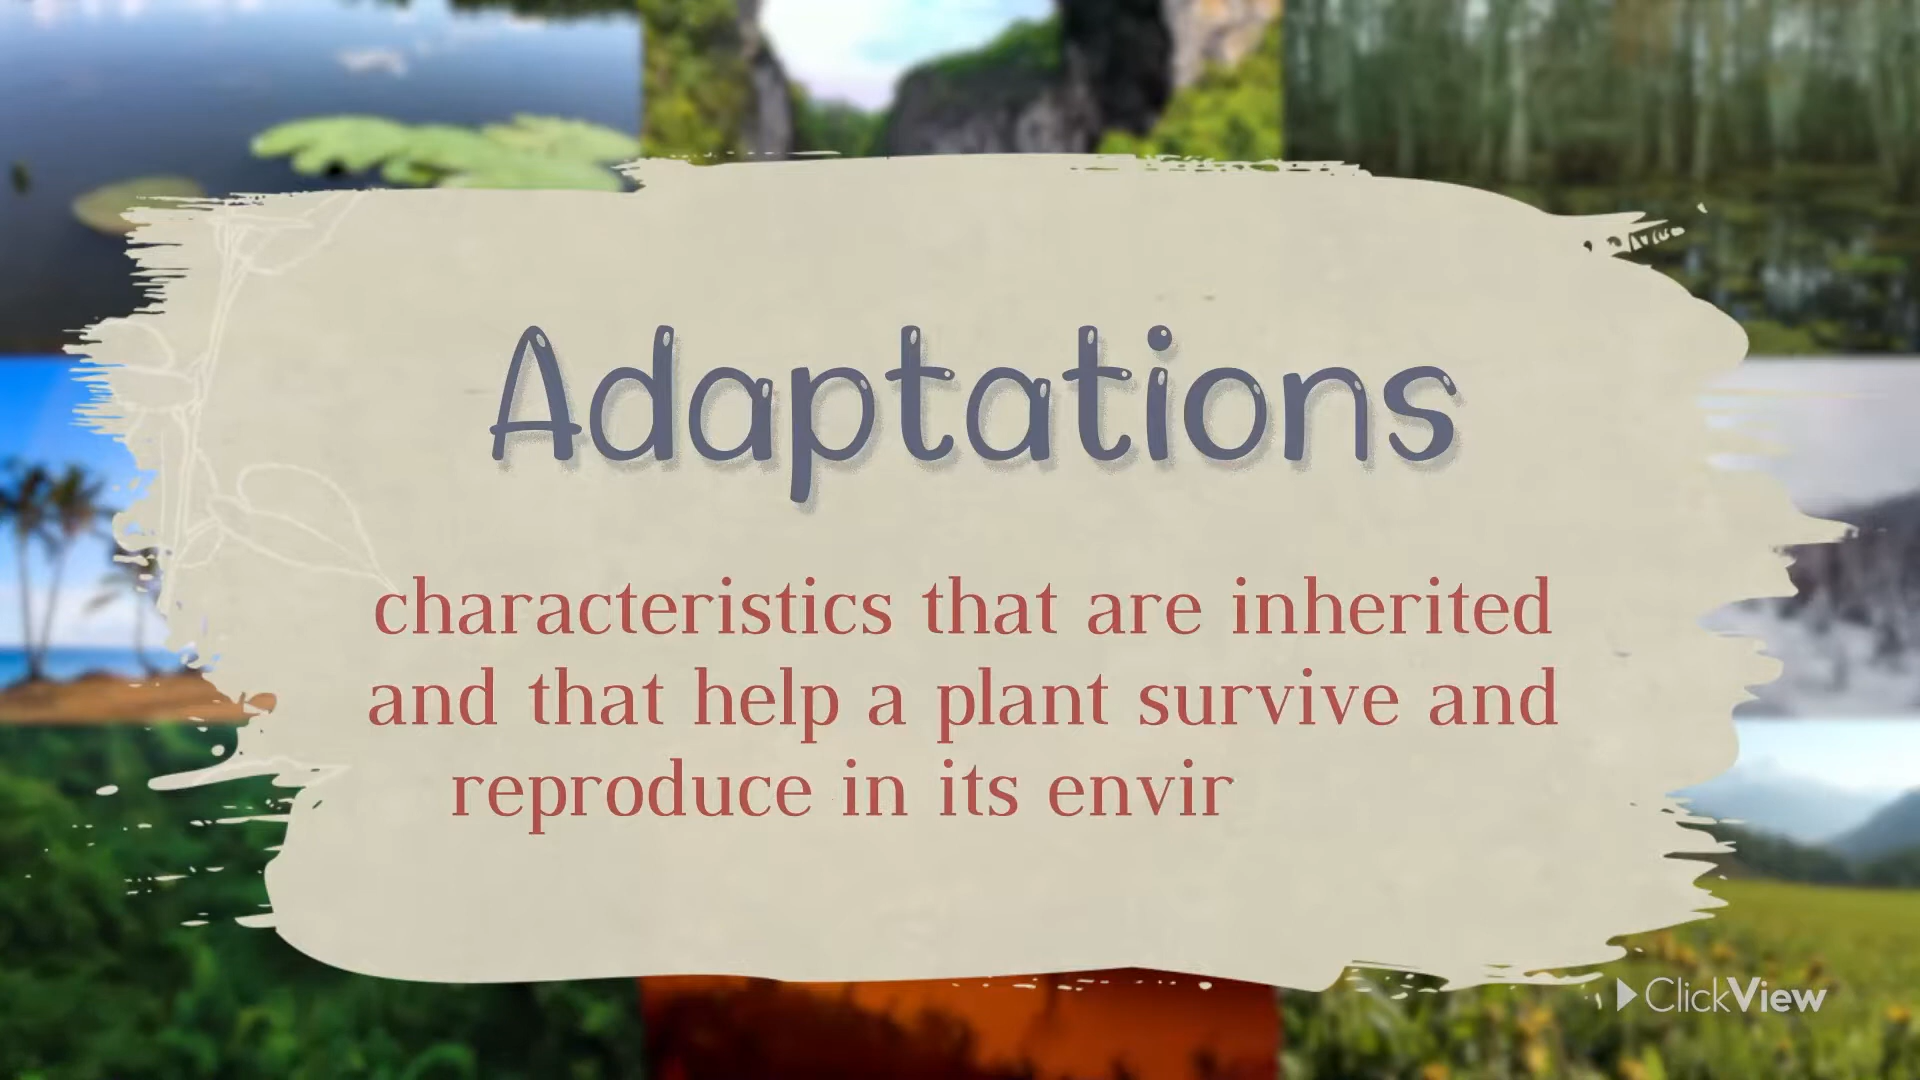 Adaptations
characteristics that are inherited
and that help a plant survive and
reproduce in its envir
ClickView